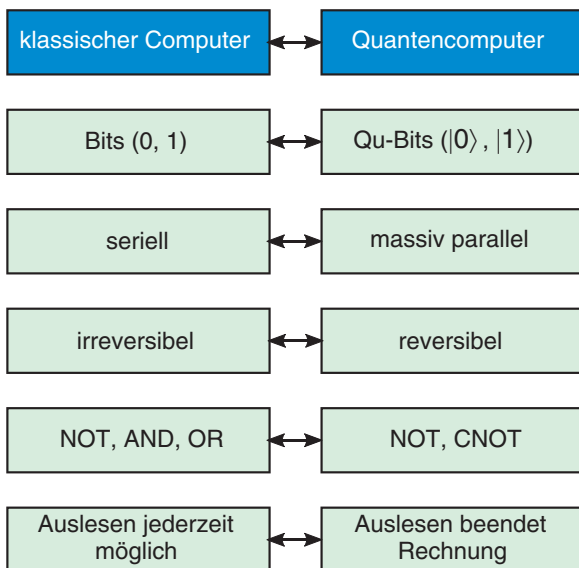 klassischer Computer
Quantencomputer
Bits (0, 1)
Qu-Bits (|0⟩, |1⟩)
seriell
massiv parallel
irreversibel
reversibel
NOT, AND, OR
NOT, CNOT
Auslesen jederzeit
möglich
Auslesen beendet
Rechnung